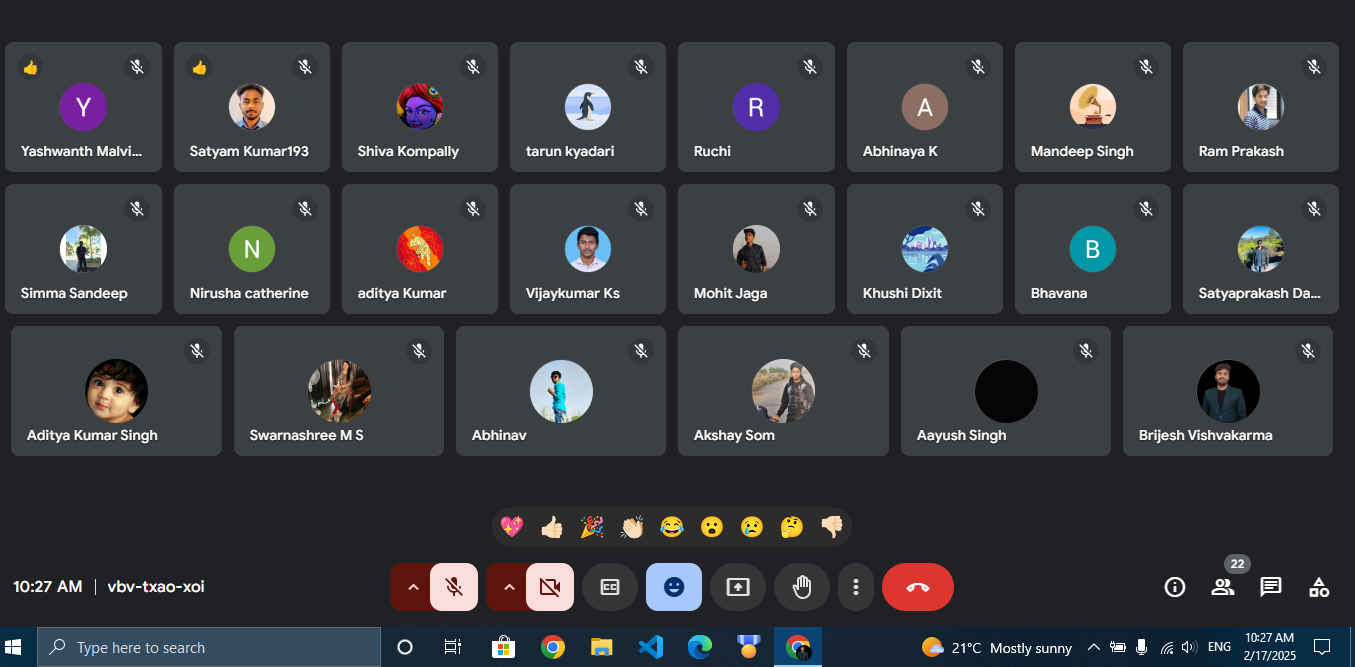 Y
Yashwanth Malvi...
Satyam Kumar193
Shiva Kompally
tarun kyadari
R
Ruchi
A
Abhinaya K
Mandeep Singh
Ram Prakash
Simma Sandeep
N
Nirusha catherine
aditya Kumar
Vijaykumar Ks
Mohit Jaga
Khushi Dixit
B
Bhavana
Satyaprakash Da...
Aditya Kumar Singh
Swarnashree M S
Abhinav
Akshay Som
Aayush Singh
Brijesh Vishvakarma
10:27 AM | vbv-txao-xoi
CC
22
Type here to search
21°C Mostly sunny
ENG
10:27 AM
2/17/2025